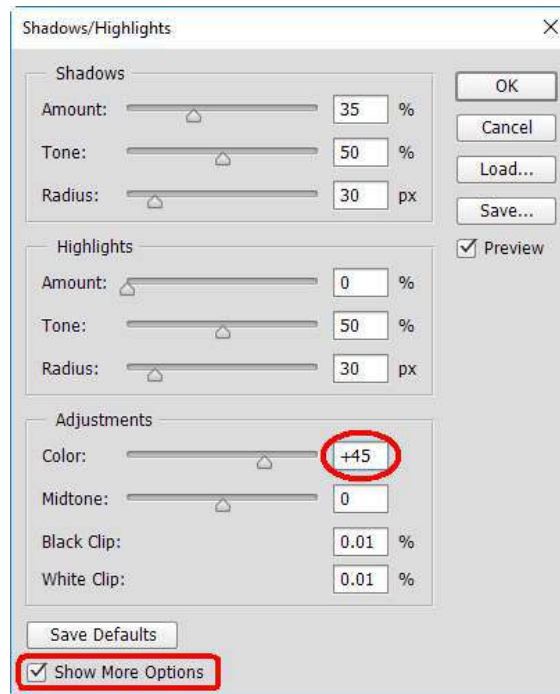 Shadows/Highlights
Shadows
Amount: 35 %
Tone: 50 %
Radius: 30 px
Highlights
Amount: 0 %
Tone: 50 %
Radius: 30 px
Adjustments
Color: +45
Midtone: 0
Black Clip: 0.01 %
White Clip: 0.01 %
Save Defaults
Show More Options
OK
Cancel
Load...
Save...
Preview